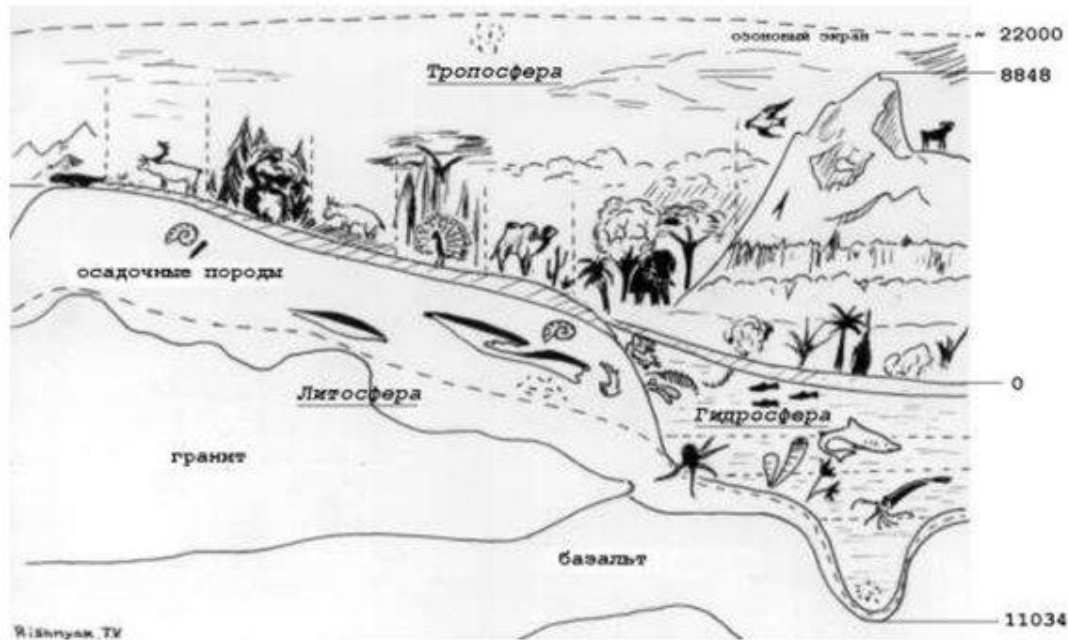 озоновый экран
~ 22000
8848
Тропосфера
осадочные породы
0
Литосфера
Гидросфера
гранит
базальт
11034
Rishnyak TV